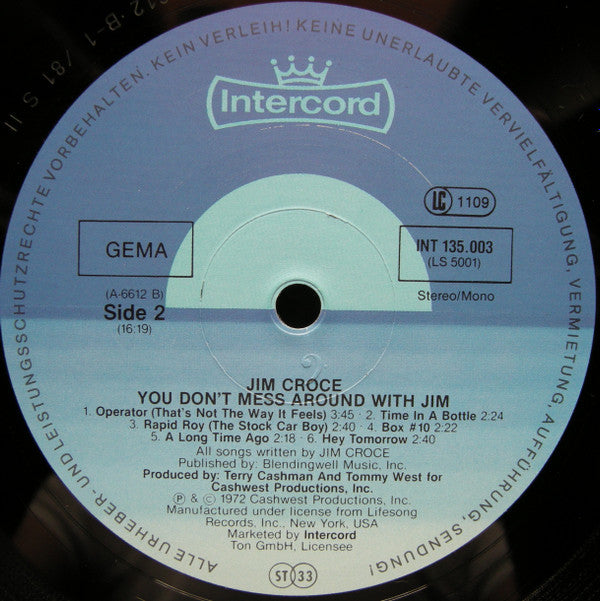 ALLE URHEBER- UND LEISTUNGSSCHUTZRECHTE VORBEHALTEN. KEIN VERLEIH! KEINE UNERLAUBTE VERVIELFÄLTIGUNG, VERMIETUNG, AUFFÜHRUNG, SENDUNG!
Intercord
LC 1109
GEMA
INT 135.003
(LS 5001)
(A-6612 B)
Side 2
(16:19)
Stereo/Mono
JIM CROCE
YOU DON'T MESS AROUND WITH JIM
1. Operator (That's Not The Way It Feels) 3:45 · 2. Time In A Bottle 2:24
3. Rapid Roy (The Stock Car Boy) 2:40 · 4. Box #10 2:22
5. A Long Time Ago 2:18 · 6. Hey Tomorrow 2:40
All songs written by JIM CROCE
Published by: Blendingwell Music, Inc.
Produced by: Terry Cashman And Tommy West for
Cashwest Productions, Inc.
Ⓟ & © 1972 Cashwest Productions, Inc.
Manufactured under license from Lifesong
Records, Inc., New York, USA
Marketed by Intercord
Ton GmbH, Licensee
ST 33